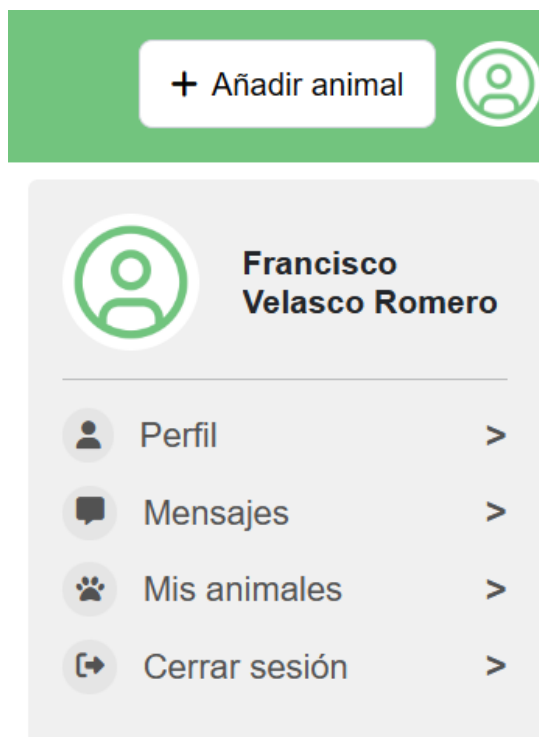 + Añadir animal
Francisco
Velasco Romero
Perfil >
Mensajes >
Mis animales >
Cerrar sesión >